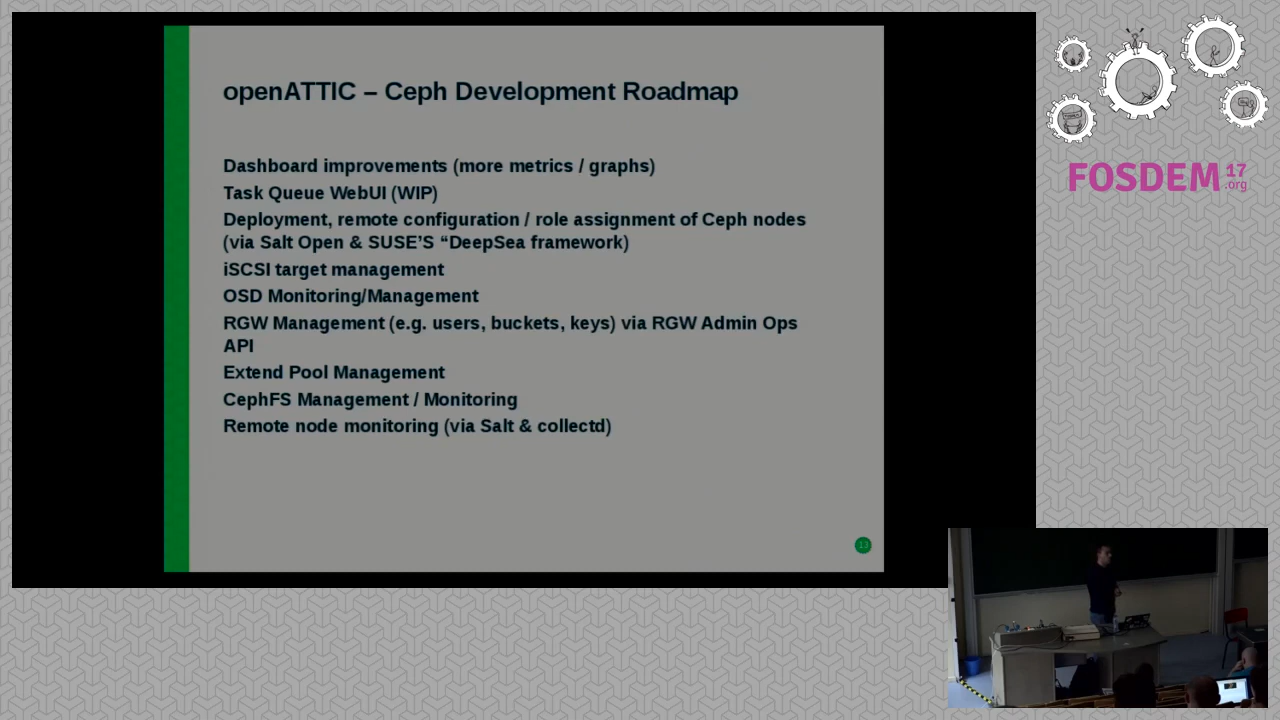 openATTIC – Ceph Development Roadmap
Dashboard improvements (more metrics / graphs)
Task Queue WebUI (WIP)
Deployment, remote configuration / role assignment of Ceph nodes
(via Salt Open & SUSE’S “DeepSea framework)
iSCSI target management
OSD Monitoring/Management
RGW Management (e.g. users, buckets, keys) via RGW Admin Ops
API
Extend Pool Management
CephFS Management / Monitoring
Remote node monitoring (via Salt & collectd)
13
FOSDEM 17
.org